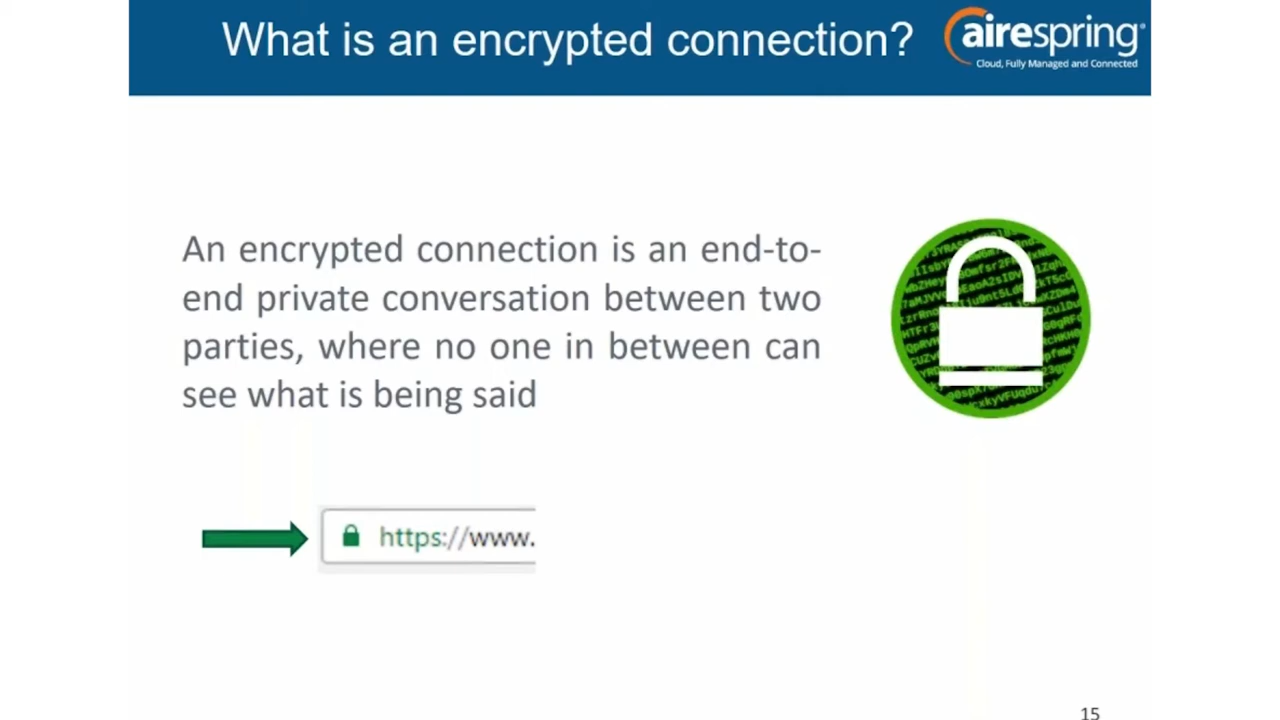 What is an encrypted connection?
airespring®
Cloud, Fully Managed and Connected
An encrypted connection is an end-to-
end private conversation between two
parties, where no one in between can
see what is being said
https://www.
15